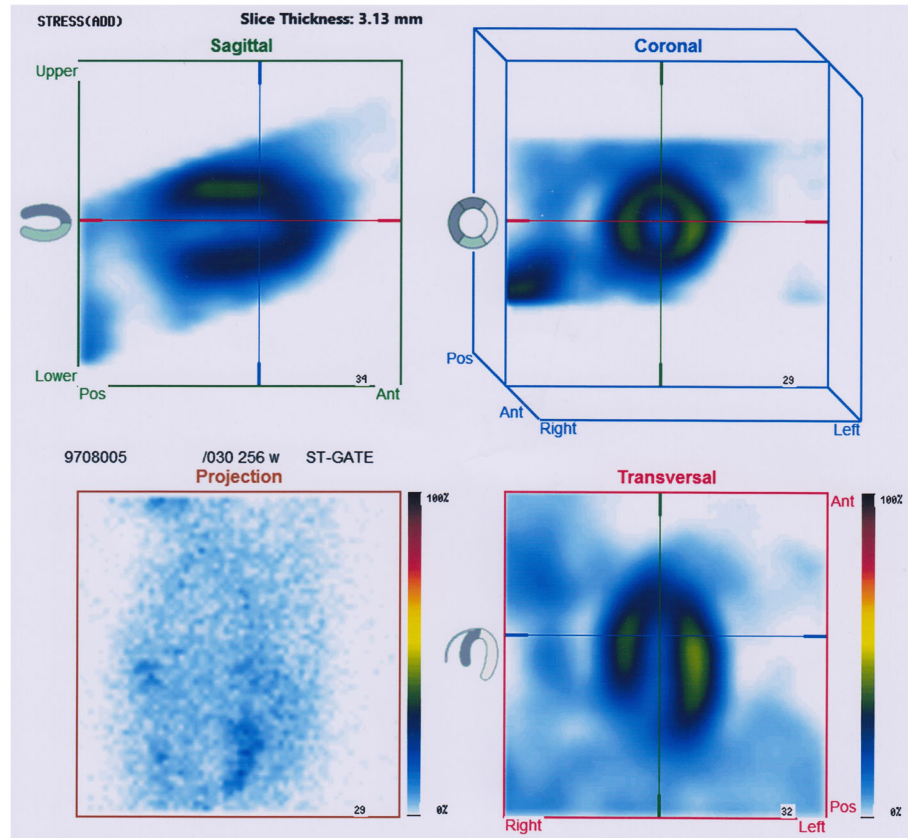 STRESS(ADD)
Slice Thickness: 3.13 mm
Sagittal
Coronal
Upper
Lower
Pos
Ant
34
Pos
Ant
Right
Left
29
9708005 /030 256 w ST-GATE
Projection
Transversal
100%
0%
29
Ant
Pos
Right
Left
32
100%
0%